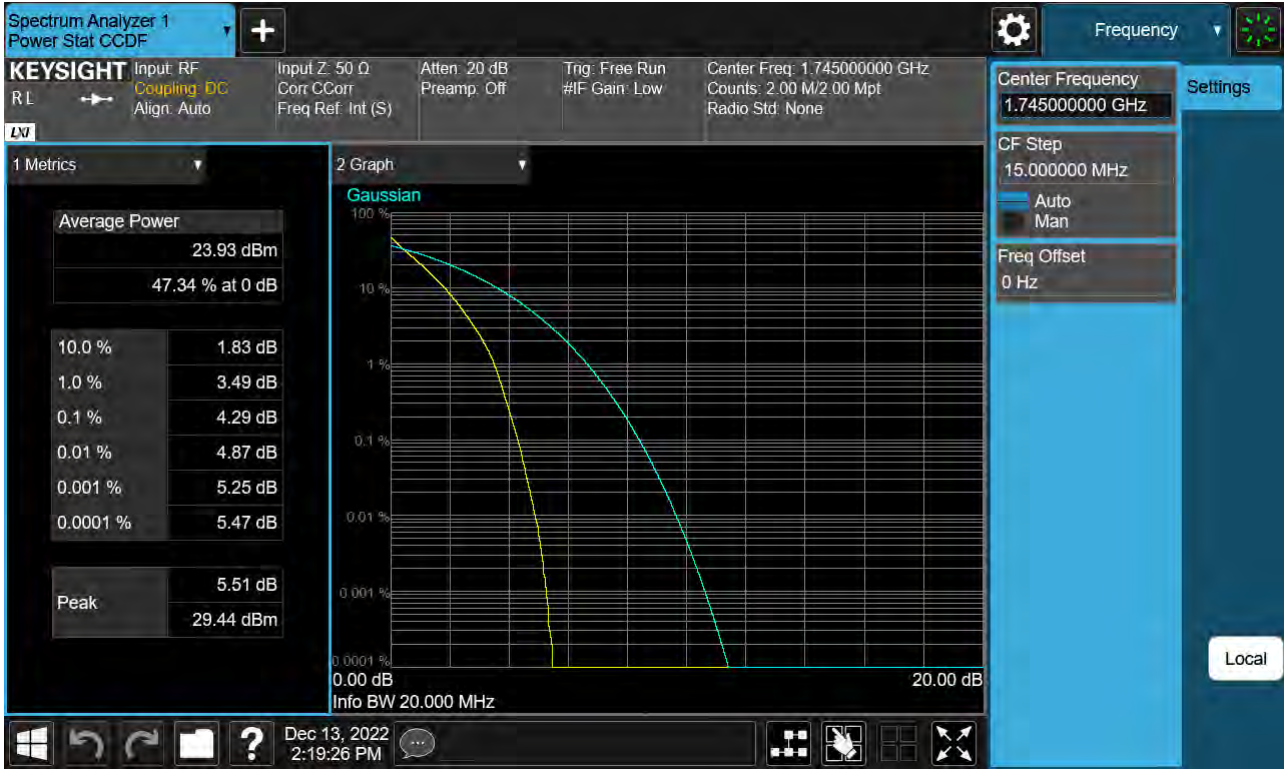 Spectrum Analyzer 1
Power Stat CCDF
Frequency
KEYSIGHT
R L
LXI
Input: RF
Coupling: DC
Align: Auto
Input Z: 50 Ω
Corr CCorr
Freq Ref: Int (S)
Atten: 20 dB
Preamp: Off
Trig: Free Run
#IF Gain: Low
Center Freq: 1.745000000 GHz
Counts: 2.00 M/2.00 Mpt
Radio Std: None
Center Frequency
1.745000000 GHz
CF Step
15.000000 MHz
Auto
Man
Freq Offset
0 Hz
Settings
Local
1 Metrics
Average Power
23.93 dBm
47.34 % at 0 dB
10.0 % 1.83 dB
1.0 % 3.49 dB
0.1 % 4.29 dB
0.01 % 4.87 dB
0.001 % 5.25 dB
0.0001 % 5.47 dB
Peak
5.51 dB
29.44 dBm
2 Graph
Gaussian
100 %
10 %
1 %
0.1 %
0.01 %
0.001 %
0.0001 %
0.00 dB 20.00 dB
Info BW 20.000 MHz
?
Dec 13, 2022
2:19:26 PM